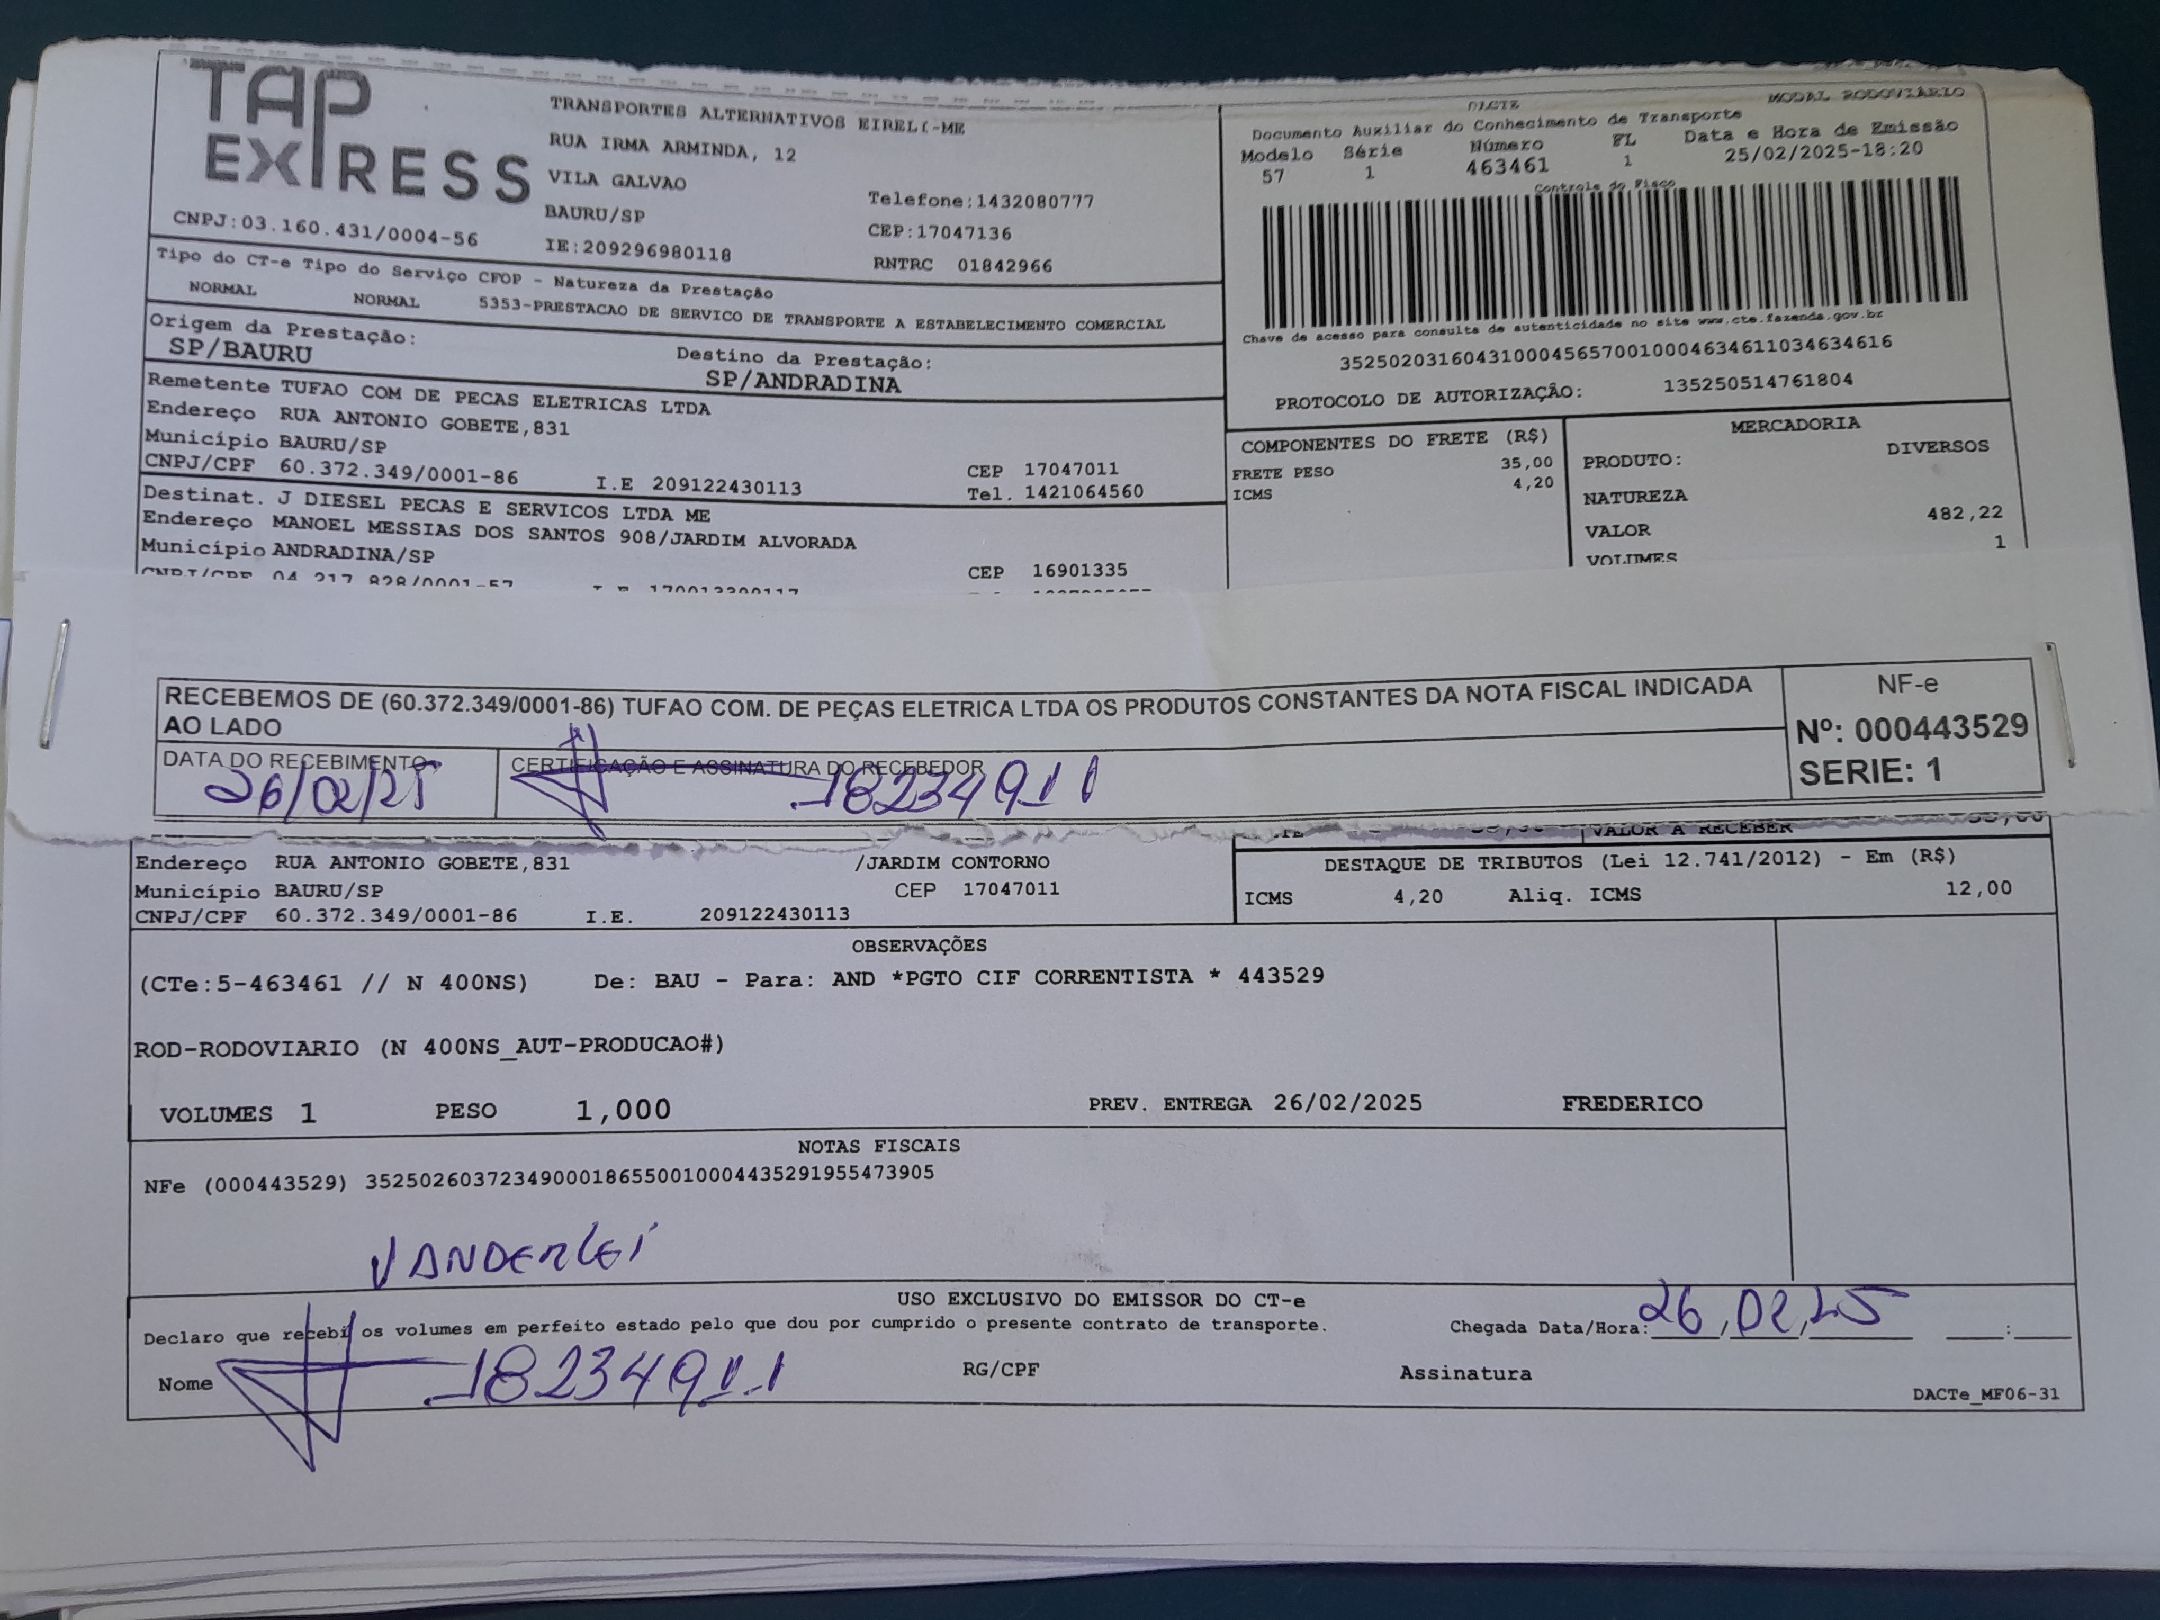 TAP
EXPRESS
TRANSPORTES ALTERNATIVOS EIRELI-ME
RUA IRMA ARMINDA, 12
VILA GALVAO
BAURU/SP
Telefone:1432080777
CEP:17047136
CNPJ:03.160.431/0004-56
IE:209296980118
RNTRC 01842966
DACTE
MODAL RODOVIÁRIO
Documento Auxiliar do Conhecimento de Transporte
Modelo Série Número FL Data e Hora de Emissão
57 1 463461 1 25/02/2025-18:20
Controle do Fisco
Chave de acesso para consulta de autenticidade no site www.cte.fazenda.gov.br
35250203160431000456570010004634611034634616
PROTOCOLO DE AUTORIZAÇÃO: 135250514761804
Tipo do CT-e Tipo do Serviço CFOP - Natureza da Prestação
NORMAL NORMAL 5353-PRESTACAO DE SERVICO DE TRANSPORTE A ESTABELECIMENTO COMERCIAL
Origem da Prestação:
SP/BAURU
Destino da Prestação:
SP/ANDRADINA
Remetente TUFAO COM DE PECAS ELETRICAS LTDA
Endereço RUA ANTONIO GOBETE,831
Município BAURU/SP
CNPJ/CPF 60.372.349/0001-86 I.E 209122430113
CEP 17047011
Tel. 1421064560
Destinat. J DIESEL PECAS E SERVICOS LTDA ME
Endereço MANOEL MESSIAS DOS SANTOS 908/JARDIM ALVORADA
Município ANDRADINA/SP
CEP 16901335
CNPJ/CPF 04.217.828/0001-57
COMPONENTES DO FRETE (R$)
FRETE PESO 35,00
ICMS 4,20
MERCADORIA
PRODUTO: DIVERSOS
NATUREZA
VALOR 482,22
VOLUMES 1
RECEBEMOS DE (60.372.349/0001-86) TUFAO COM. DE PEÇAS ELETRICA LTDA OS PRODUTOS CONSTANTES DA NOTA FISCAL INDICADA
AO LADO
NF-e
Nº: 000443529
SERIE: 1
DATA DO RECEBIMENTO
26/02/25
CERTIFICAÇÃO E ASSINATURA DO RECEBEDOR
18234911
VALOR A RECEBER
Endereço RUA ANTONIO GOBETE,831 /JARDIM CONTORNO
Município BAURU/SP CEP 17047011
CNPJ/CPF 60.372.349/0001-86 I.E. 209122430113
DESTAQUE DE TRIBUTOS (Lei 12.741/2012) - Em (R$)
ICMS 4,20 Aliq. ICMS 12,00
OBSERVAÇÕES
(CTe:5-463461 // N 400NS) De: BAU - Para: AND *PGTO CIF CORRENTISTA * 443529
ROD-RODOVIARIO (N 400NS_AUT-PRODUCAO#)
VOLUMES 1 PESO 1,000 PREV. ENTREGA 26/02/2025 FREDERICO
NOTAS FISCAIS
NFe (000443529) 35250260372349000186550010004435291955473905
VANDERLEI
USO EXCLUSIVO DO EMISSOR DO CT-e
Declaro que recebi os volumes em perfeito estado pelo que dou por cumprido o presente contrato de transporte.
Chegada Data/Hora: 26/02/25 :
Nome 18234911 RG/CPF Assinatura
DACTe_MF06-31